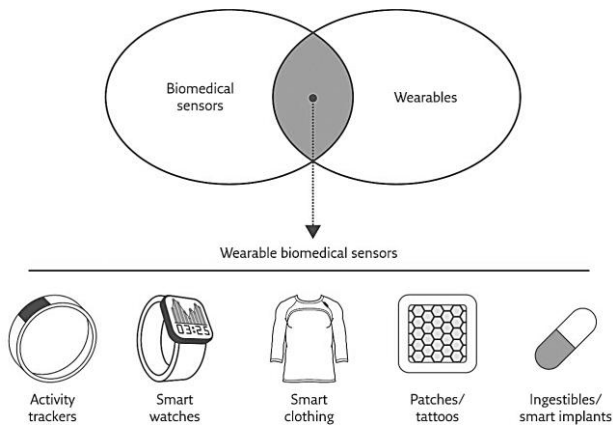 Biomedical
sensors
Wearables
Wearable biomedical sensors
03:25
Activity
trackers
Smart
watches
Smart
clothing
Patches/
tattoos
Ingestibles/
smart implants